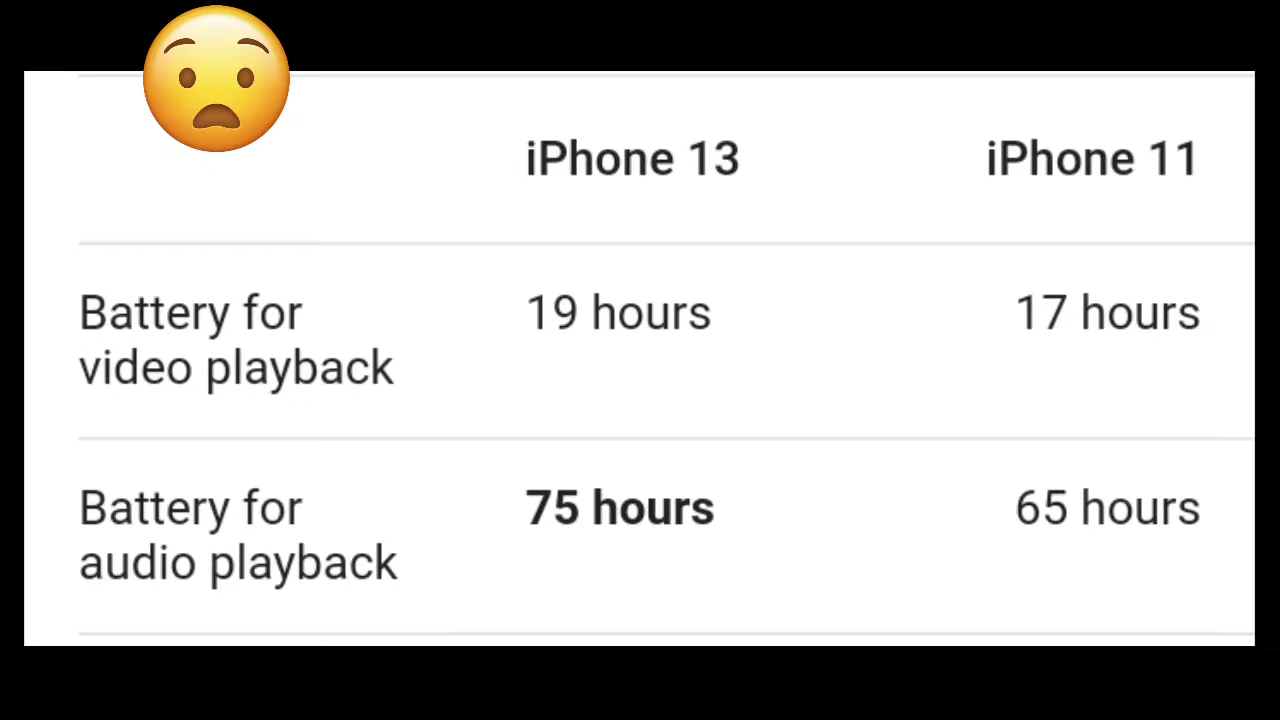 iPhone 13 iPhone 11
Battery for 19 hours 17 hours
video playback
Battery for 75 hours 65 hours
audio playback